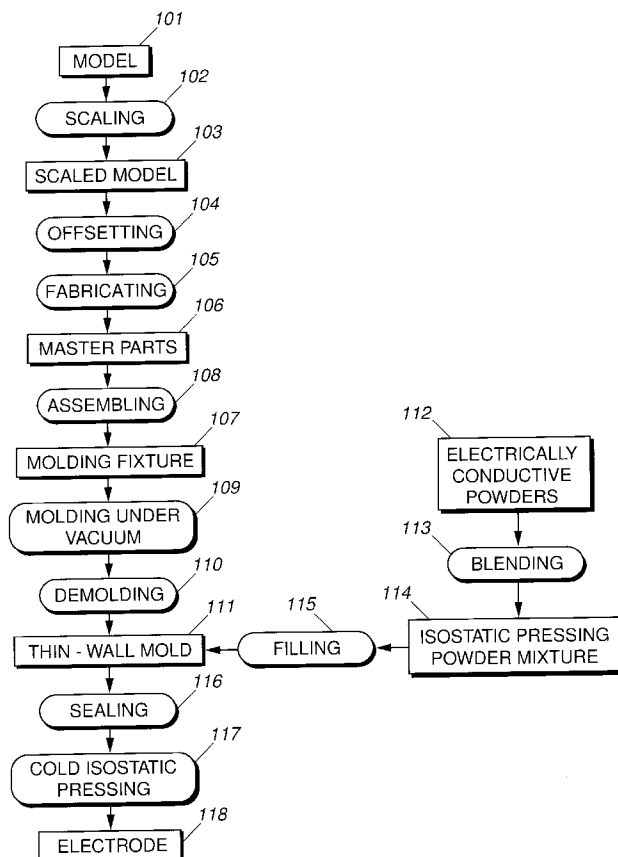 101
MODEL
102
SCALING
103
SCALED MODEL
104
OFFSETTING
105
FABRICATING
106
MASTER PARTS
108
ASSEMBLING
107
MOLDING FIXTURE
109
MOLDING UNDER
VACUUM
110
DEMOLDING
111
THIN - WALL MOLD
116
SEALING
117
COLD ISOSTATIC
PRESSING
118
ELECTRODE
112
ELECTRICALLY
CONDUCTIVE
POWDERS
113
BLENDING
114
ISOSTATIC PRESSING
POWDER MIXTURE
115
FILLING